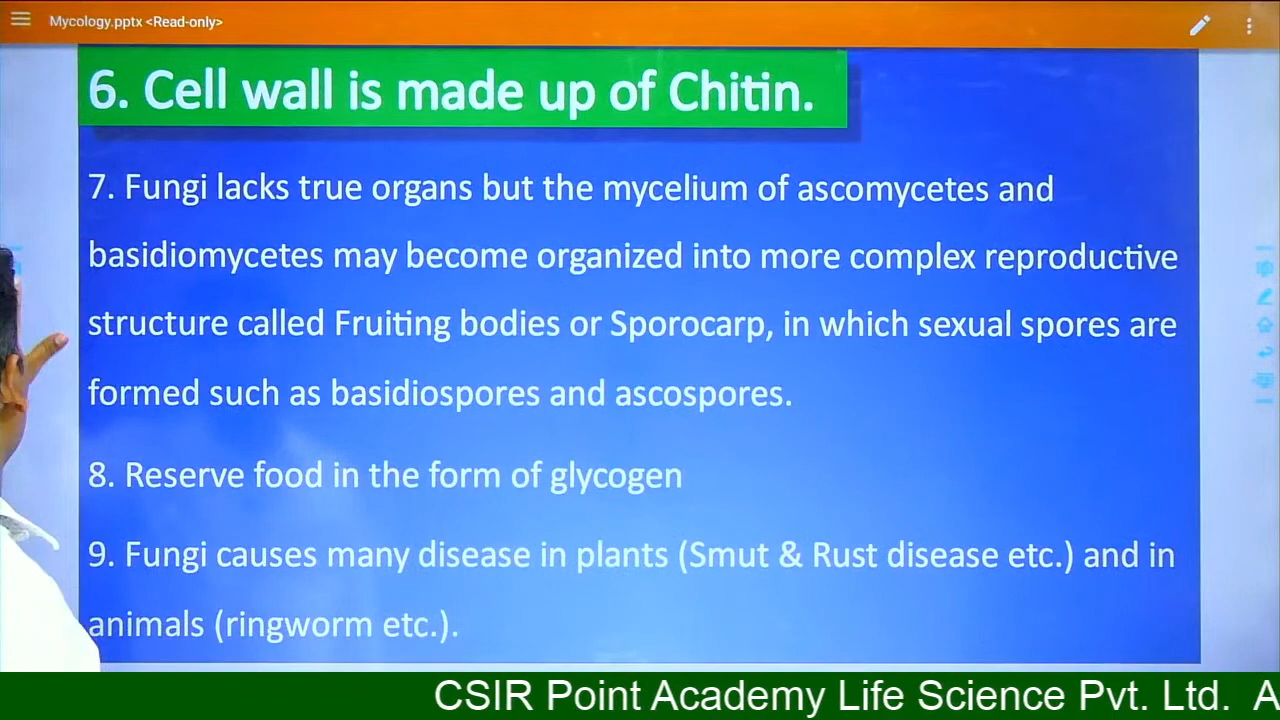 Mycology.pptx <Read-only>
6. Cell wall is made up of Chitin.
7. Fungi lacks true organs but the mycelium of ascomycetes and
basidiomycetes may become organized into more complex reproductive
structure called Fruiting bodies or Sporocarp, in which sexual spores are
formed such as basidiospores and ascospores.
8. Reserve food in the form of glycogen
9. Fungi causes many disease in plants (Smut & Rust disease etc.) and in
animals (ringworm etc.).
CSIR Point Academy Life Science Pvt. Ltd. A